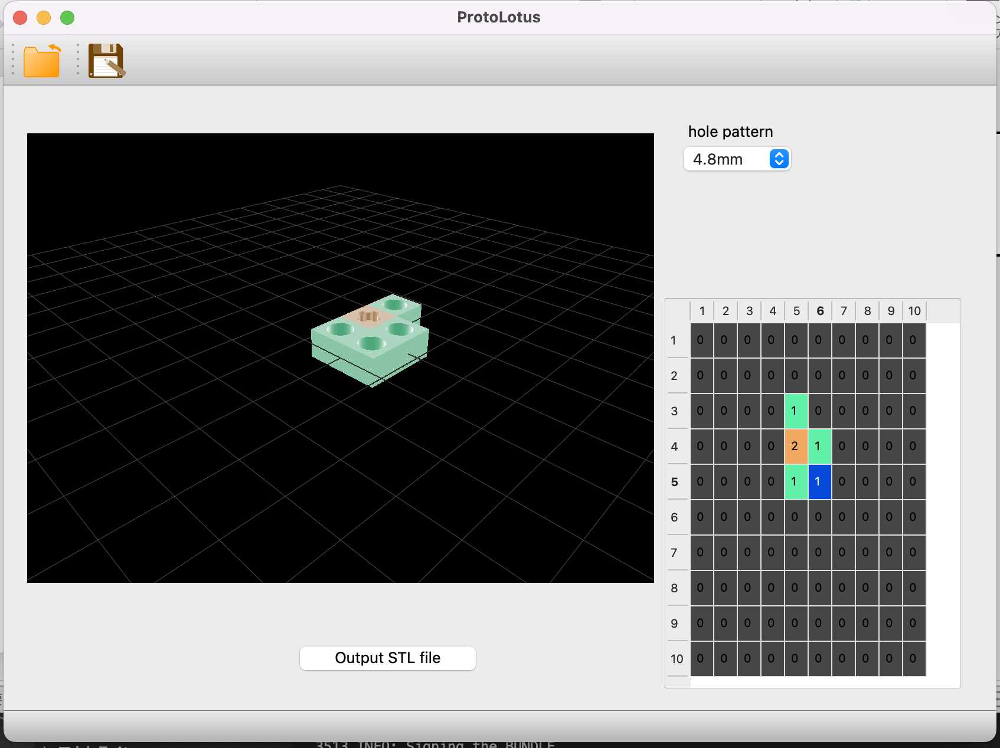 ProtoLotus
hole pattern
4.8mm
1 2 3 4 5 6 7 8 9 10
1 0 0 0 0 0 0 0 0 0 0
2 0 0 0 0 0 0 0 0 0 0
3 0 0 0 0 1 0 0 0 0 0
4 0 0 0 0 2 1 0 0 0 0
5 0 0 0 0 1 1 0 0 0 0
6 0 0 0 0 0 0 0 0 0 0
7 0 0 0 0 0 0 0 0 0 0
8 0 0 0 0 0 0 0 0 0 0
9 0 0 0 0 0 0 0 0 0 0
10 0 0 0 0 0 0 0 0 0 0
Output STL file
3513 INFO: Signing the BUNDLE